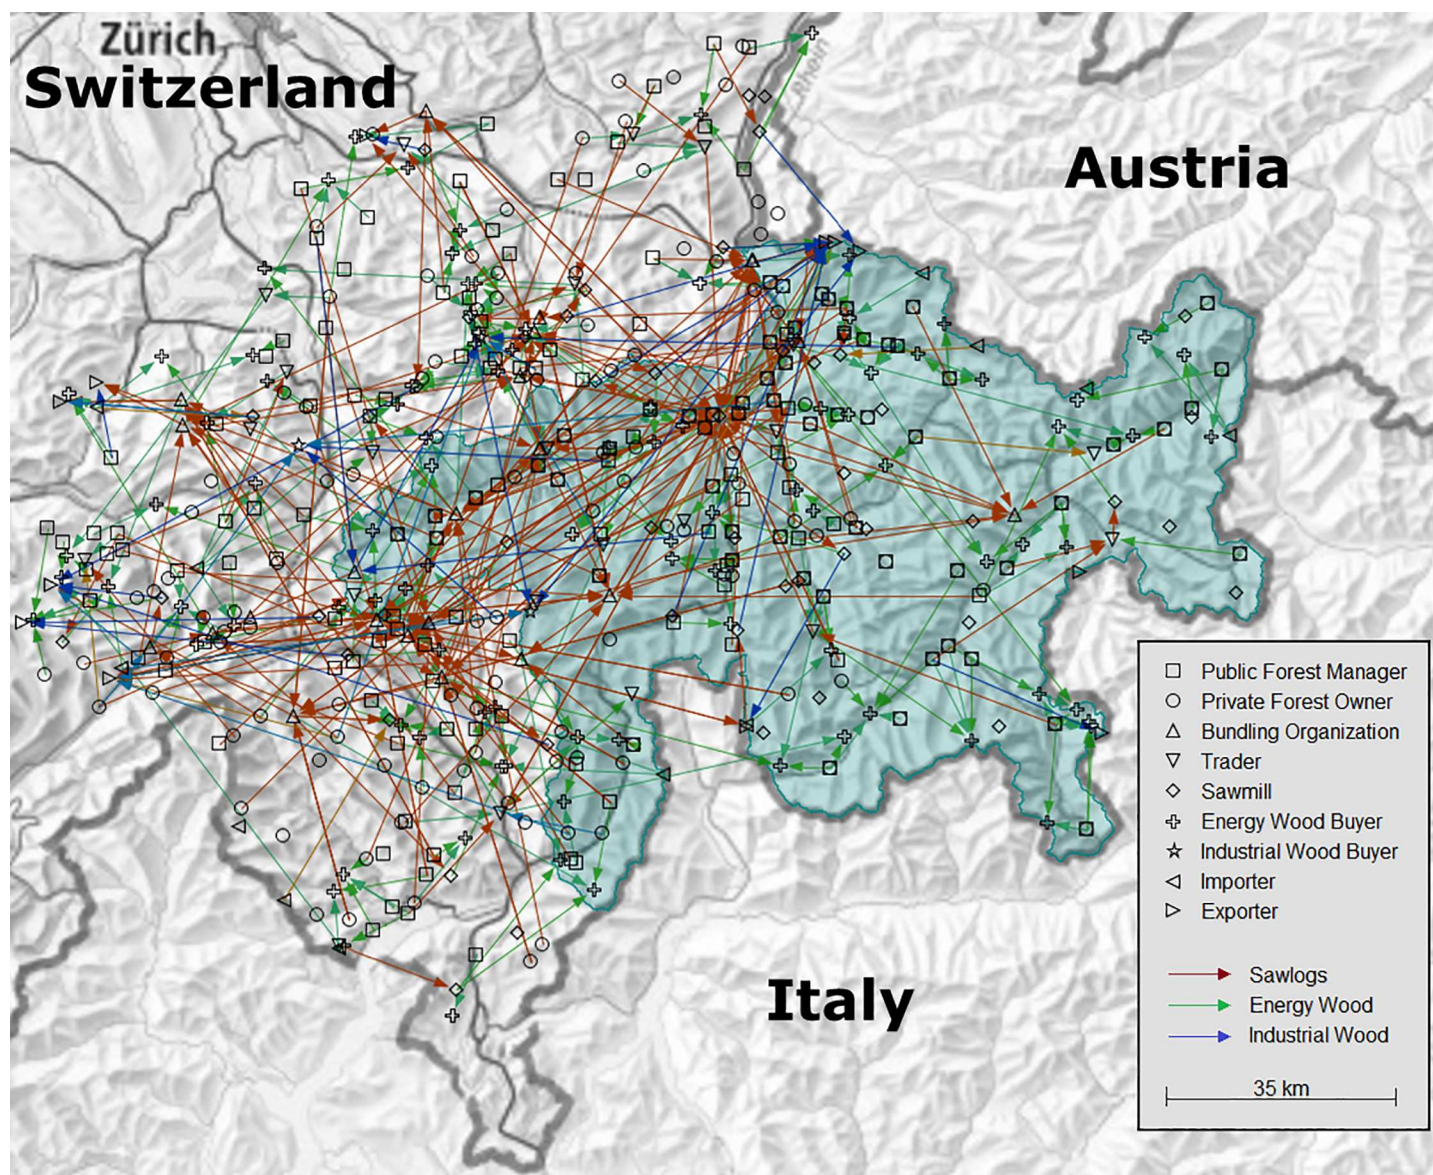 Zürich
Switzerland
Rhein
Austria
Italy
Public Forest Manager
Private Forest Owner
Bundling Organization
Trader
Sawmill
Energy Wood Buyer
Industrial Wood Buyer
Importer
Exporter
Sawlogs
Energy Wood
Industrial Wood
35 km